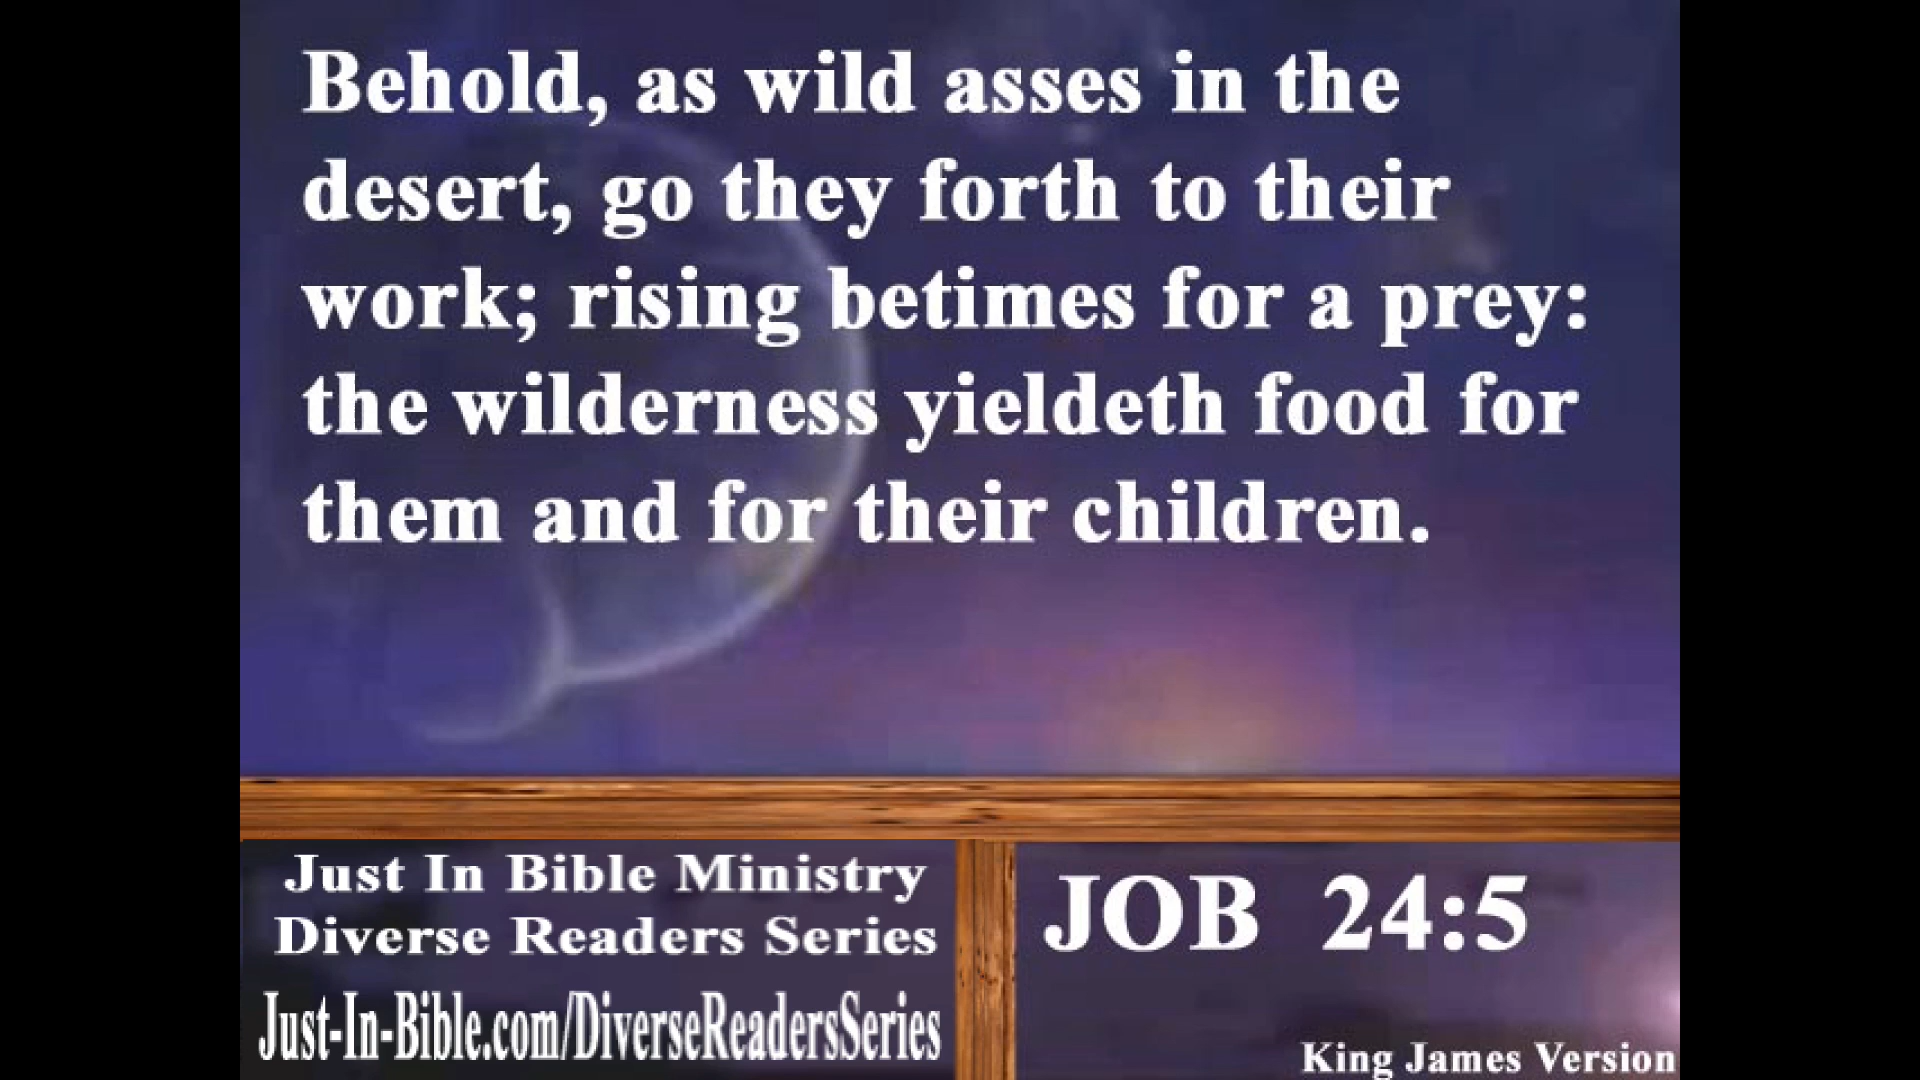 Behold, as wild asses in the
desert, go they forth to their
work; rising betimes for a prey:
the wilderness yieldeth food for
them and for their children.
Just In Bible Ministry
Diverse Readers Series
Just-In-Bible.com/DiverseReadersSeries
JOB 24:5
King James Version